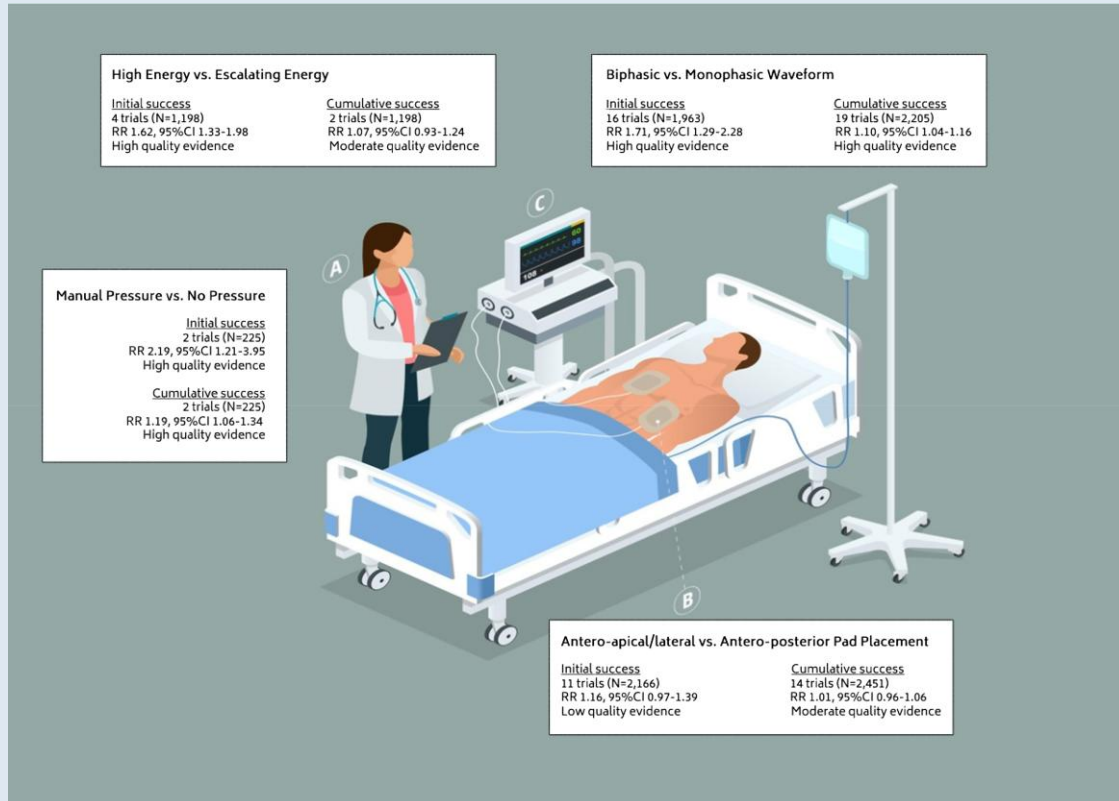 High Energy vs. Escalating Energy
Initial success
4 trials (N=1,198)
RR 1.62, 95%CI 1.33-1.98
High quality evidence
Cumulative success
2 trials (N=1,198)
RR 1.07, 95%CI 0.93-1.24
Moderate quality evidence
Biphasic vs. Monophasic Waveform
Initial success
16 trials (N=1,963)
RR 1.71, 95%CI 1.29-2.28
High quality evidence
Cumulative success
19 trials (N=2,205)
RR 1.10, 95%CI 1.04-1.16
High quality evidence
C
60
98
108
A
Manual Pressure vs. No Pressure
Initial success
2 trials (N=225)
RR 2.19, 95%CI 1.21-3.95
High quality evidence
Cumulative success
2 trials (N=225)
RR 1.19, 95%CI 1.06-1.34
High quality evidence
B
Antero-apical/lateral vs. Antero-posterior Pad Placement
Initial success
11 trials (N=2,166)
RR 1.16, 95%CI 0.97-1.39
Low quality evidence
Cumulative success
14 trials (N=2,451)
RR 1.01, 95%CI 0.96-1.06
Moderate quality evidence